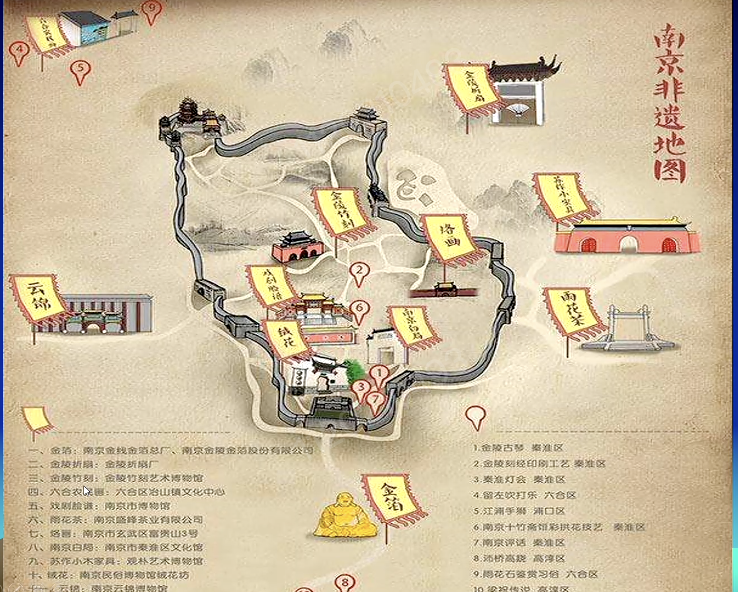 南京非遗地图
金陵折扇
苏作小木家具
金陵竹刻
烙画
戏剧脸谱
云锦
南京白局
雨花茶
绒花
金箔
9
4
5
2
6
1
3
7
8
一、金箔：南京金线金箔总厂、南京金陵金箔股份有限公司
二、金陵折扇：金陵折扇厂
三、金陵竹刻：金陵竹刻艺术博物馆
四、六合农民画：六合区冶山镇文化中心
五、戏剧脸谱：南京市博物馆
六、雨花茶：南京盛峰茶业有限公司
七、烙画：南京市玄武区富贵山3号
八、南京白局：南京市秦淮区文化馆
九、苏作小木家具：观朴艺术博物馆
十、绒花：南京民俗博物馆绒花坊
云锦：南京云锦博物馆
1.金陵古琴 秦淮区
2.金陵刻经印刷工艺 秦淮区
3.秦淮灯会 秦淮区
4.留左吹打乐 六合区
5.江浦手狮 浦口区
6.南京十竹斋饾彩拱花技艺 秦淮区
7.南京评话 秦淮区
8.沛桥高跷 高淳区
9.雨花石鉴赏习俗 六合区
10.梁祝传说 高淳区